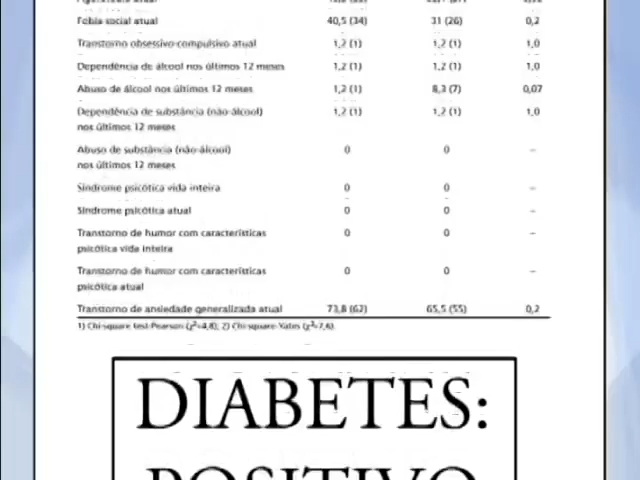 Fobia social atual 40,5 (34) 31 (26) 0,2
Transtorno obsessivo-compulsivo atual 1,2 (1) 1,2 (1) 1,0
Dependência de álcool nos últimos 12 meses 1,2 (1) 1,2 (1) 1,0
Abuso de álcool nos últimos 12 meses 1,2 (1) 8,3 (7) 0,07
Dependência de substância (não-álcool) 1,2 (1) 1,2 (1) 1,0
nos últimos 12 meses
Abuso de substância (não-álcool) 0 0 –
nos últimos 12 meses
Síndrome psicótica vida inteira 0 0 –
Síndrome psicótica atual 0 0 –
Transtorno de humor com características 0 0 –
psicótica vida inteira
Transtorno de humor com características 0 0 –
psicótica atual
Transtorno de ansiedade generalizada atual 73,8 (62) 65,5 (55) 0,2
1) Chi-square test-Pearson (χ²=4,8); 2) Chi-square-Yates (χ²=7,6).
DIABETES:
POSITIVO